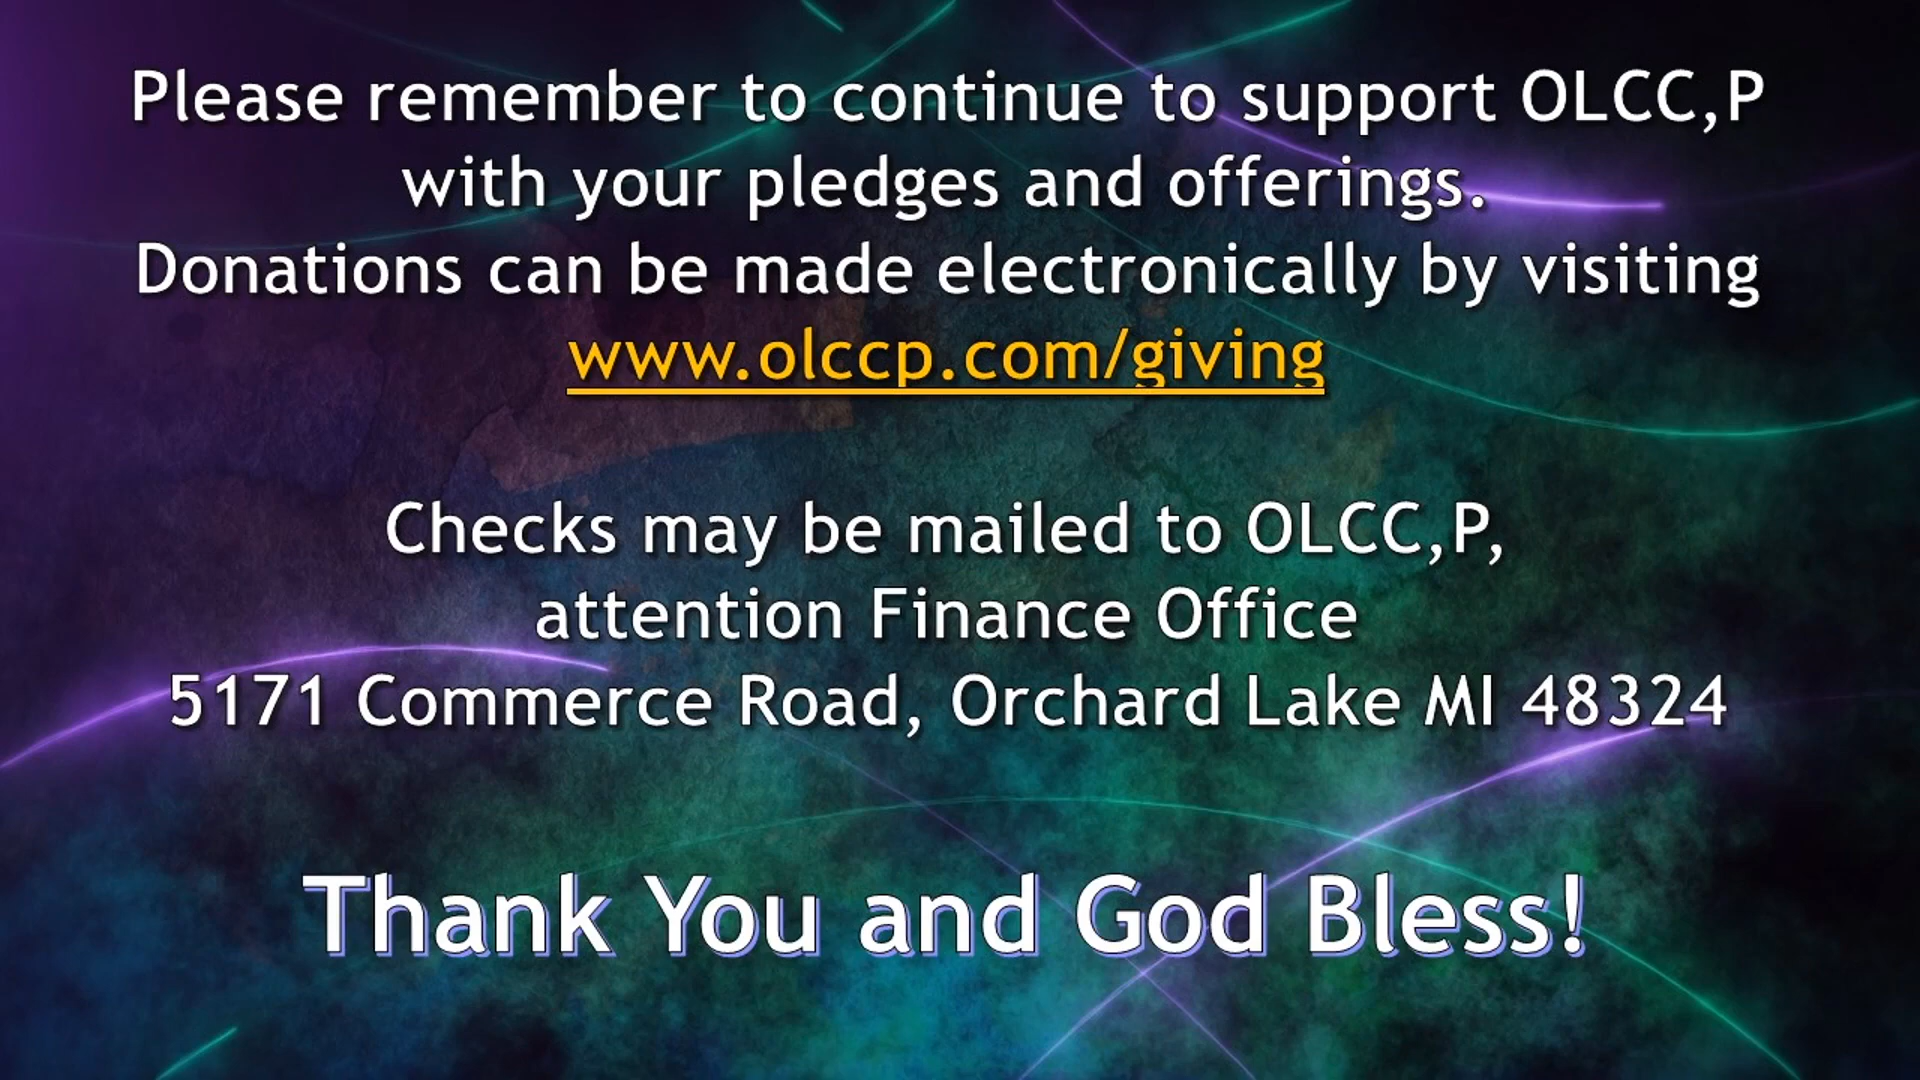 Please remember to continue to support OLCC,P
with your pledges and offerings.
Donations can be made electronically by visiting
www.olccp.com/giving
Checks may be mailed to OLCC,P,
attention Finance Office
5171 Commerce Road, Orchard Lake MI 48324
Thank You and God Bless!